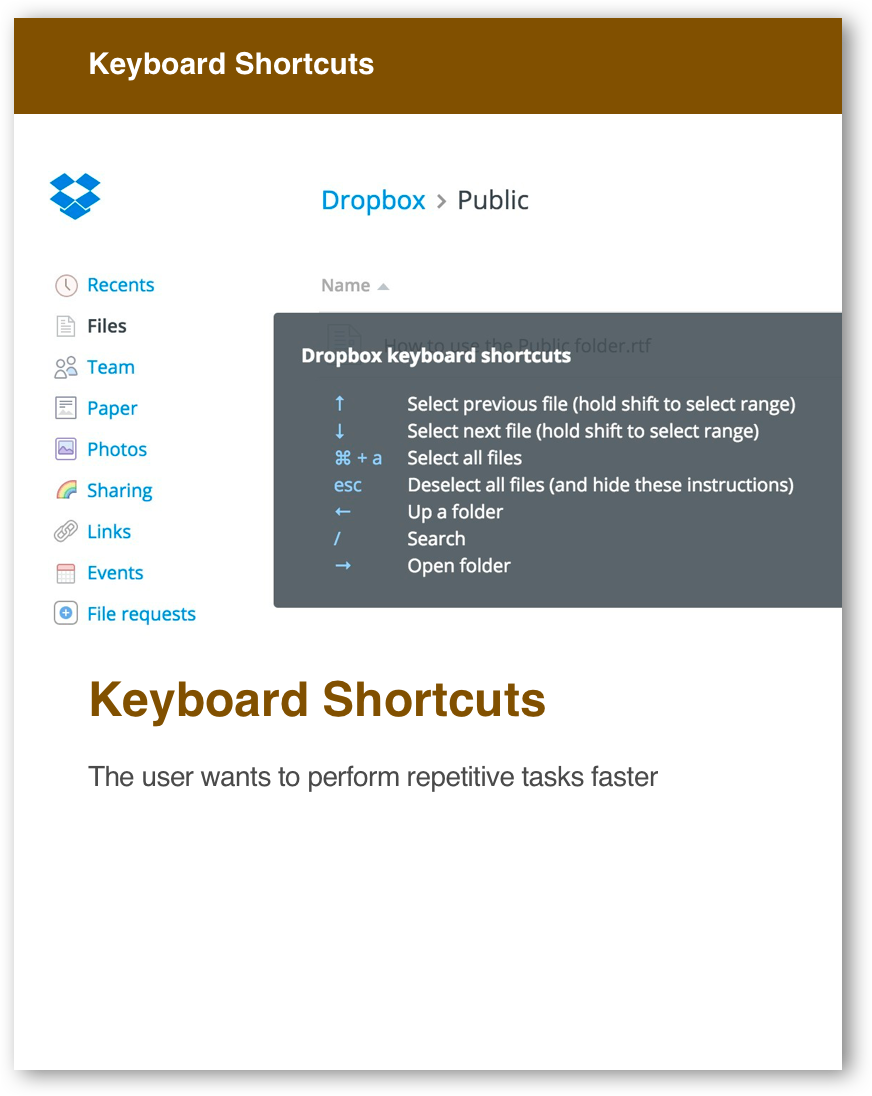 Keyboard Shortcuts
Dropbox > Public
Recents
Files
Team
Paper
Photos
Sharing
Links
Events
File requests
Name
How to use the Public folder.rtf
Dropbox keyboard shortcuts
↑ Select previous file (hold shift to select range)
↓ Select next file (hold shift to select range)
⌘ + a Select all files
esc Deselect all files (and hide these instructions)
← Up a folder
/ Search
→ Open folder
Keyboard Shortcuts
The user wants to perform repetitive tasks faster